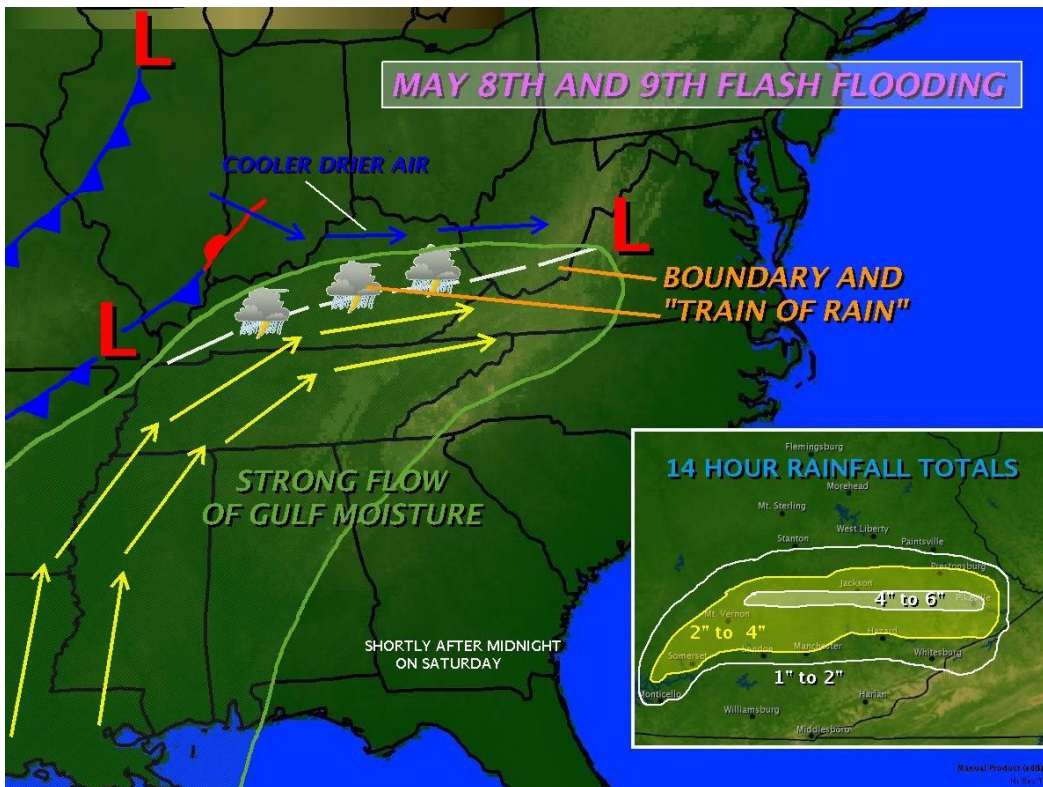 L
MAY 8TH AND 9TH FLASH FLOODING
COOLER DRIER AIR
L
BOUNDARY AND
"TRAIN OF RAIN"
L
STRONG FLOW
OF GULF MOISTURE
SHORTLY AFTER MIDNIGHT
ON SATURDAY
Flemingsburg
14 HOUR RAINFALL TOTALS
Morehead
Mt. Sterling
West Liberty
Stanton
Paintsville
Prestonsburg
Jackson
4" to 6"
Pikeville
Mt. Vernon
2" to 4"
Hazard
Somerset
London
Manchester
Whitesburg
1" to 2"
Monticello
Harlan
Williamsburg
Middlesboro
Manual Product